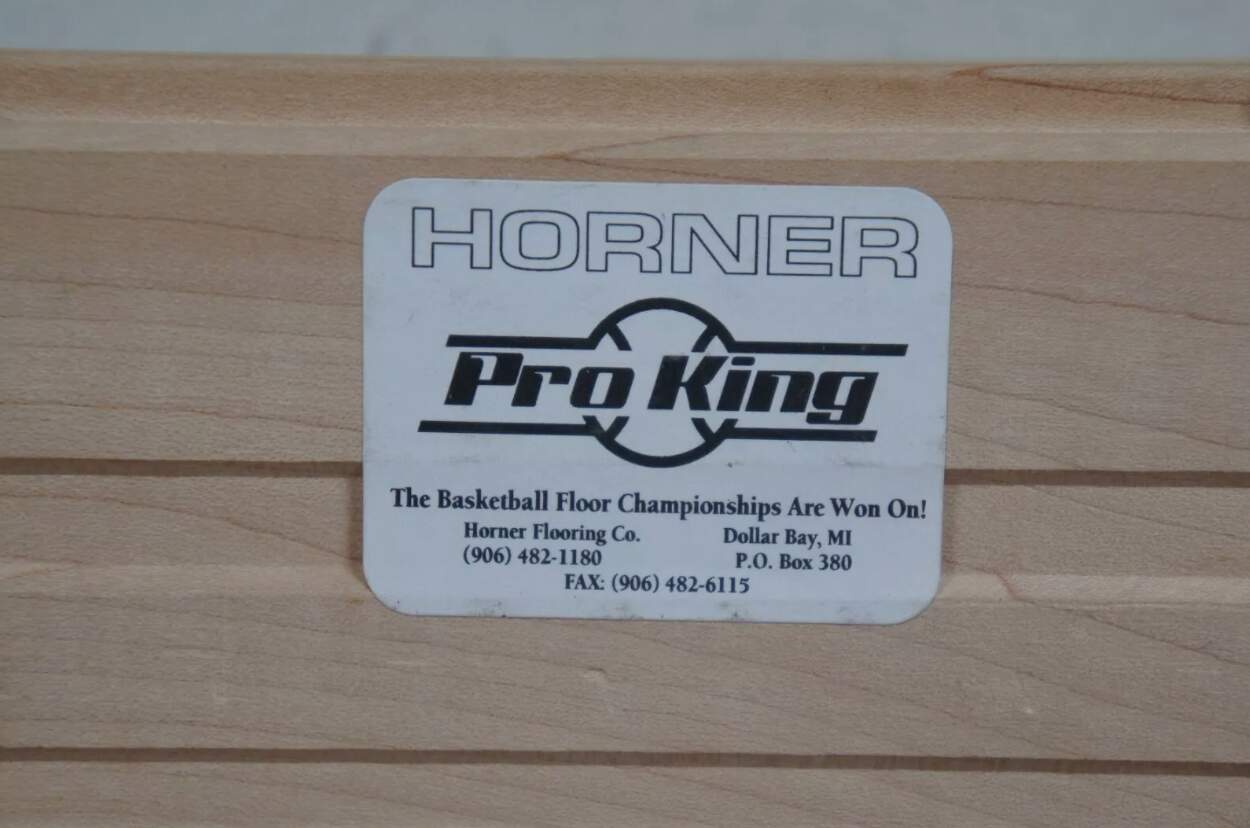 HORNER
Pro King
The Basketball Floor Championships Are Won On!
Horner Flooring Co. Dollar Bay, MI
(906) 482-1180 P.O. Box 380
FAX: (906) 482-6115